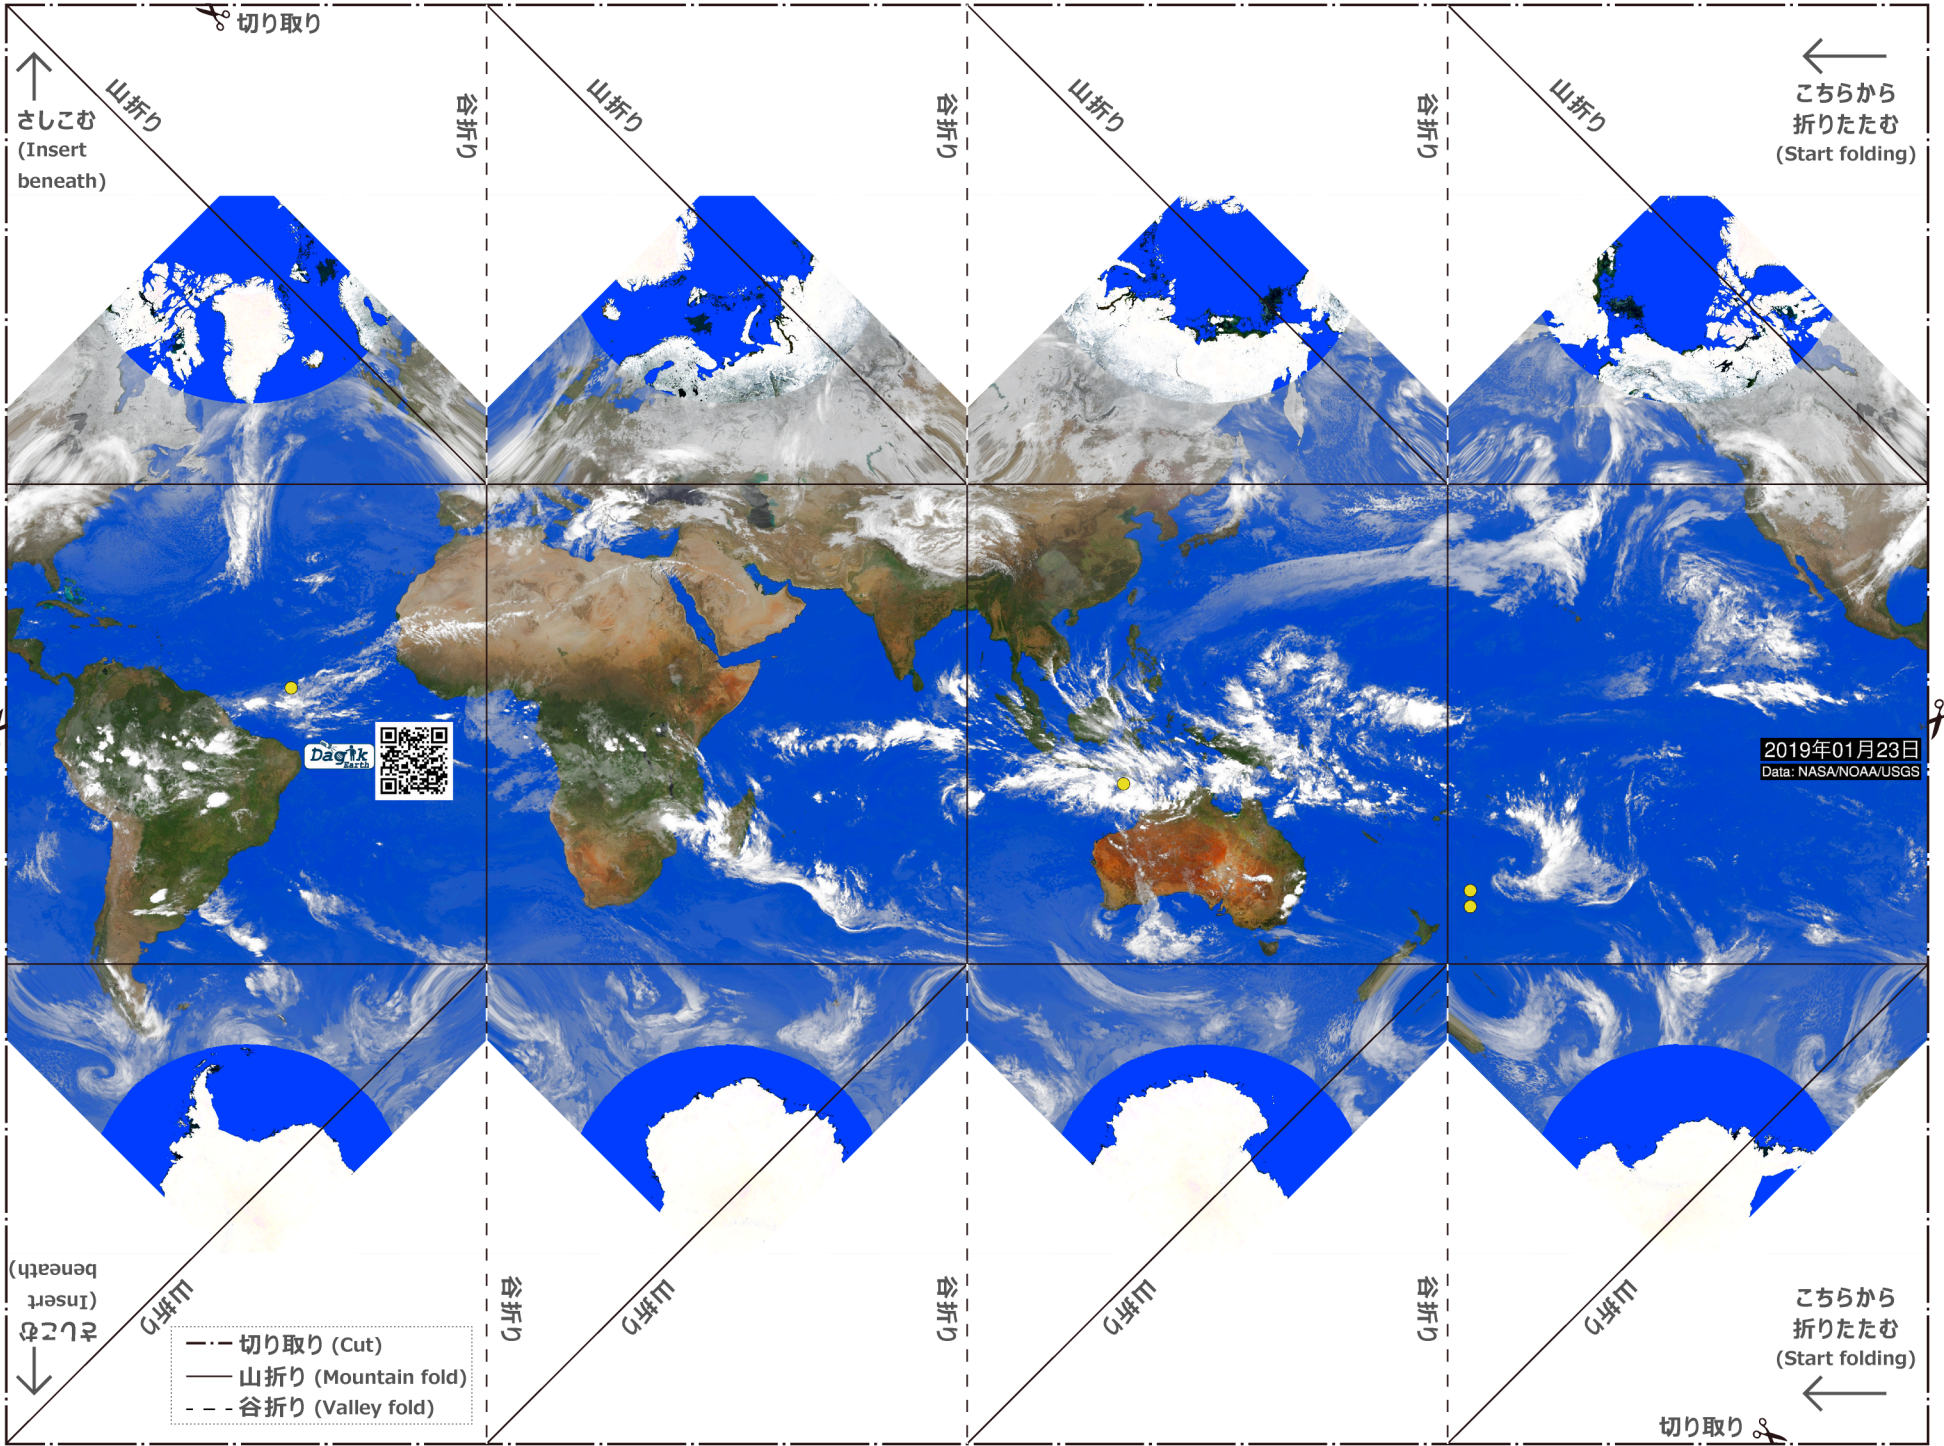 切り取り
山折り
谷折り
山折り
谷折り
山折り
谷折り
山折り
さしこむ
(Insert
beneath)
こちらから
折りたたむ
(Start folding)
Dagik
Earth
2019年01月23日
Data: NASA/NOAA/USGS
さしこむ
(Insert
beneath)
山折り
谷折り
山折り
谷折り
山折り
谷折り
山折り
切り取り (Cut)
山折り (Mountain fold)
谷折り (Valley fold)
こちらから
折りたたむ
(Start folding)
切り取り